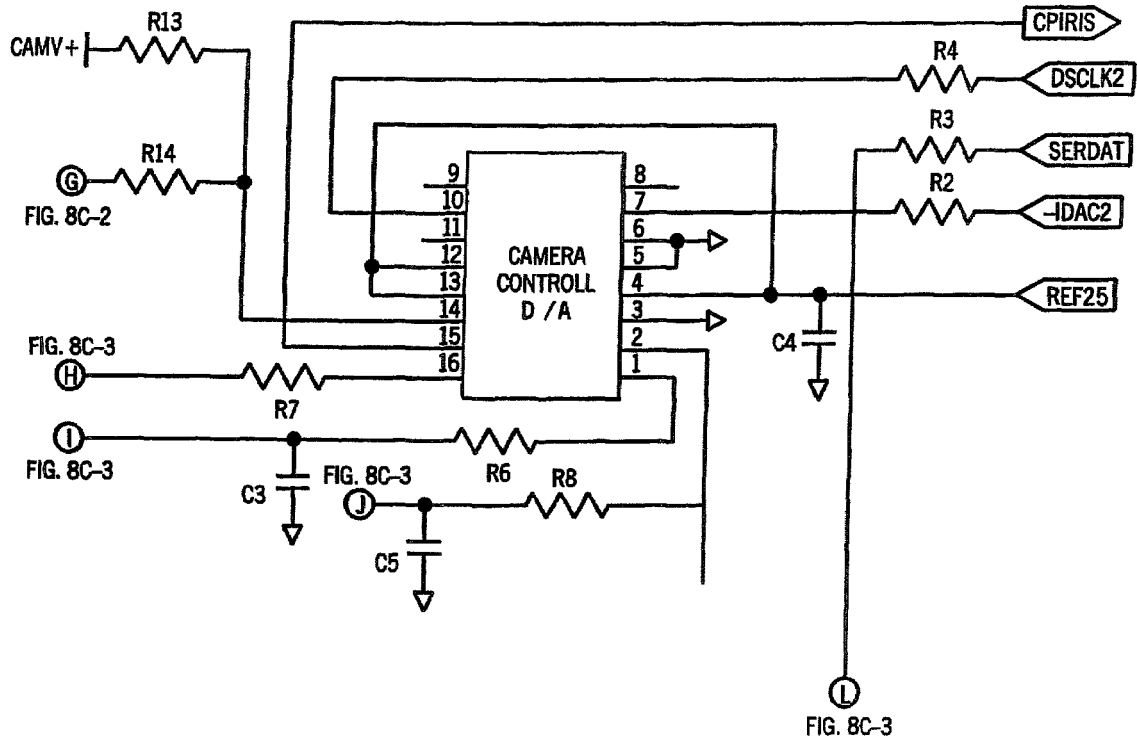 R13
CAMV+
CPIRIS
R4
DSCLK2
R3
SERDAT
R14
G
FIG. 8C-2
R2
-IDAC2
9
8
10
7
11
6
12
5
13
4
14
3
15
2
16
1
CAMERA
CONTROLL
D /A
REF25
C4
FIG. 8C-3
H
R7
I
FIG. 8C-3
R6
C3
FIG. 8C-3
J
R8
C5
L
FIG. 8C-3